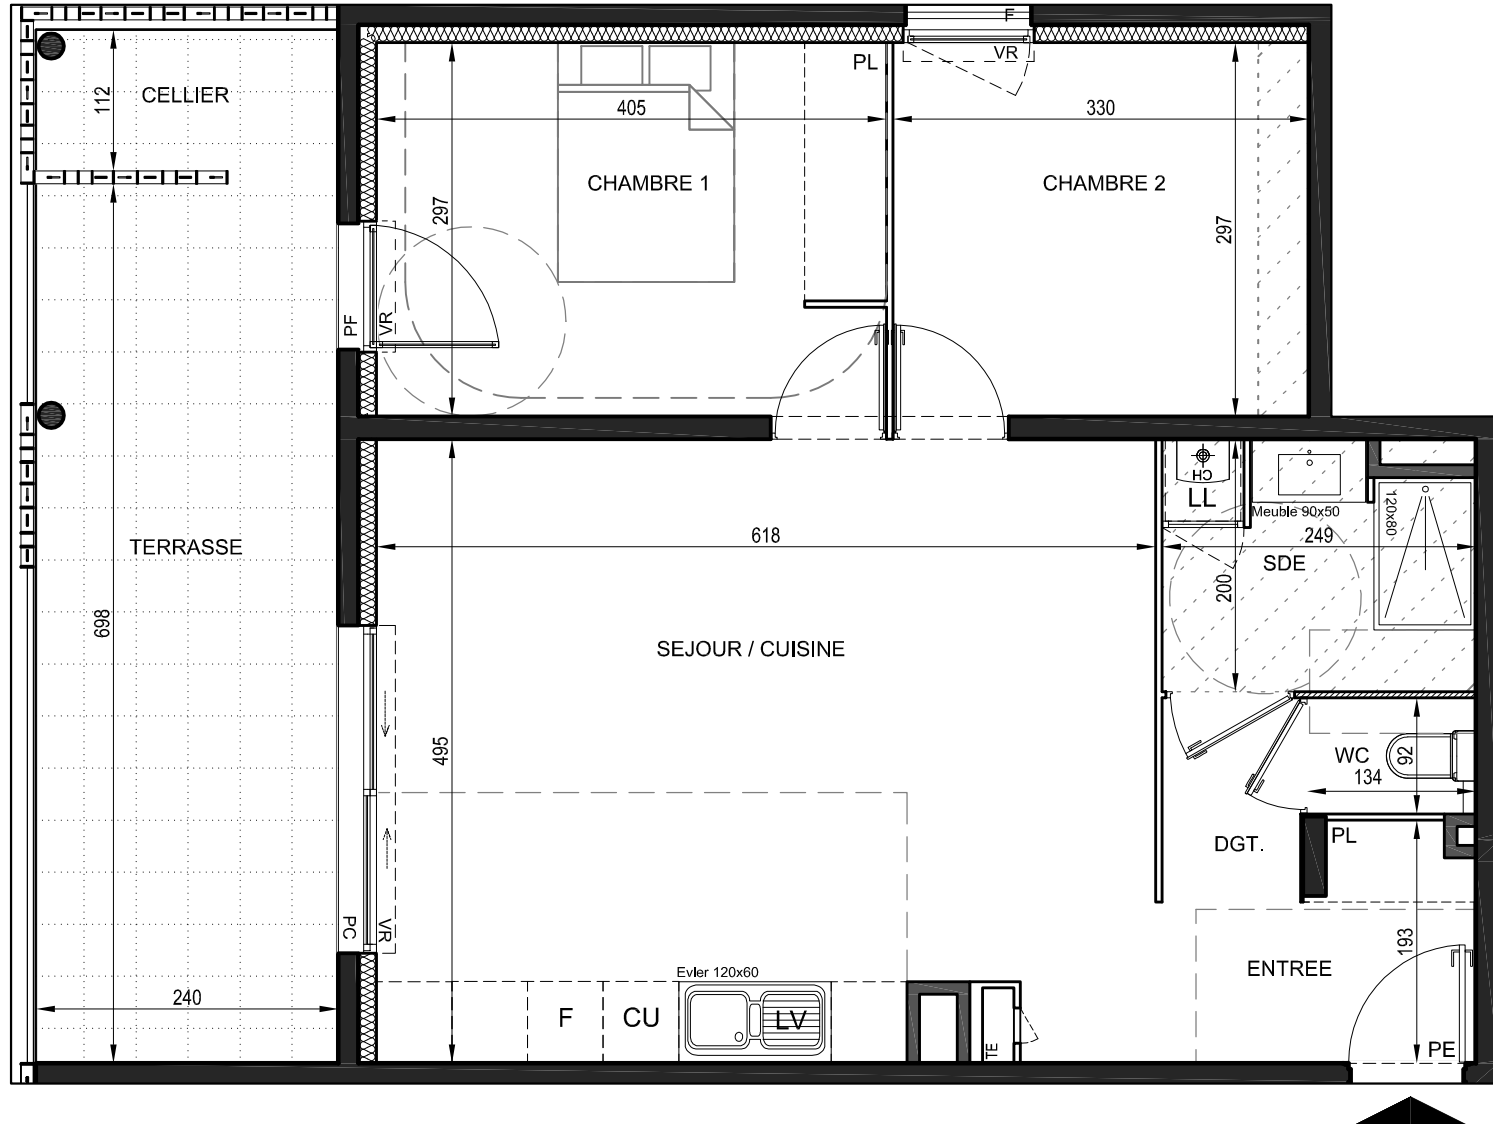 F
VR
PL
CELLIER
112
405
330
CHAMBRE 1
CHAMBRE 2
297
297
PF
VR
CH
LL
Meuble 90x50
120x80
618
249
SDE
200
TERRASSE
698
SEJOUR / CUISINE
495
WC
92
134
DGT.
PL
PC
VR
193
ENTREE
Evier 120x60
240
F
CU
LV
TE
PE